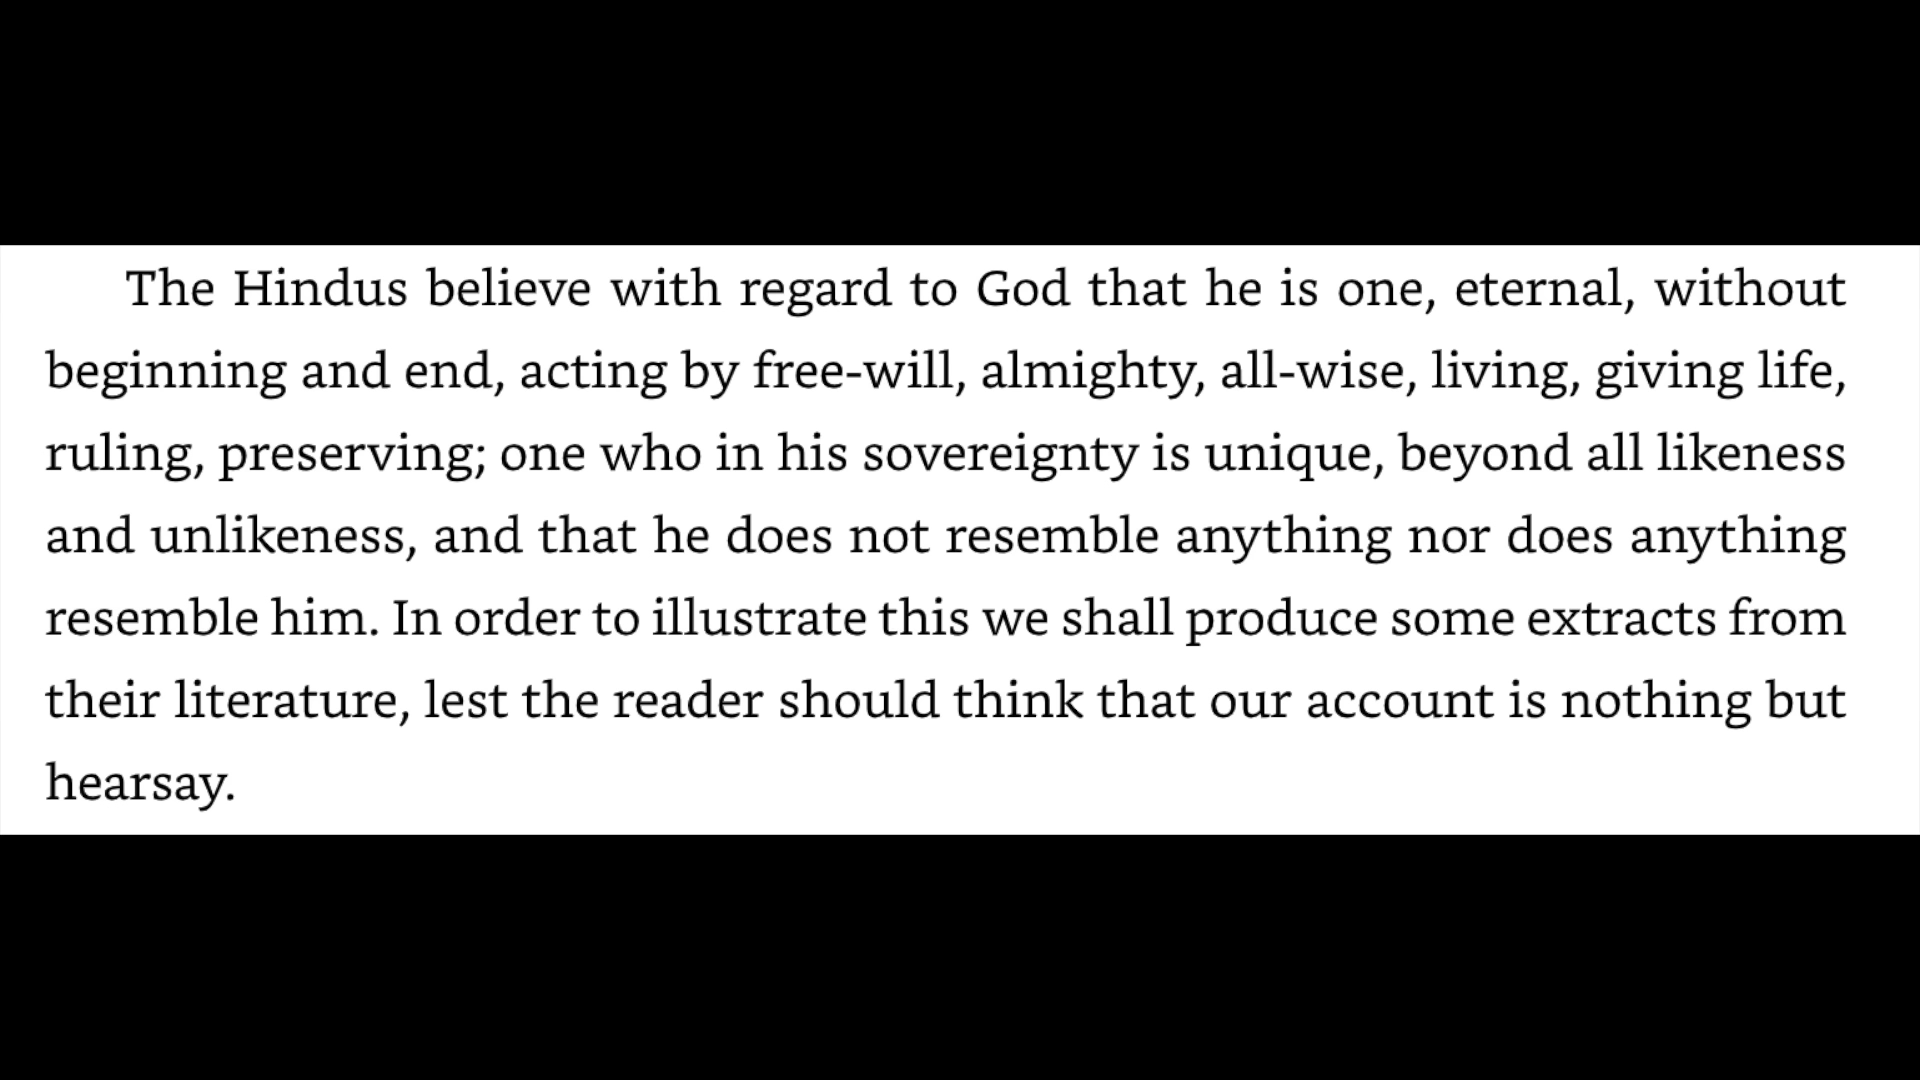 The Hindus believe with regard to God that he is one, eternal, without
beginning and end, acting by free-will, almighty, all-wise, living, giving life,
ruling, preserving; one who in his sovereignty is unique, beyond all likeness
and unlikeness, and that he does not resemble anything nor does anything
resemble him. In order to illustrate this we shall produce some extracts from
their literature, lest the reader should think that our account is nothing but
hearsay.